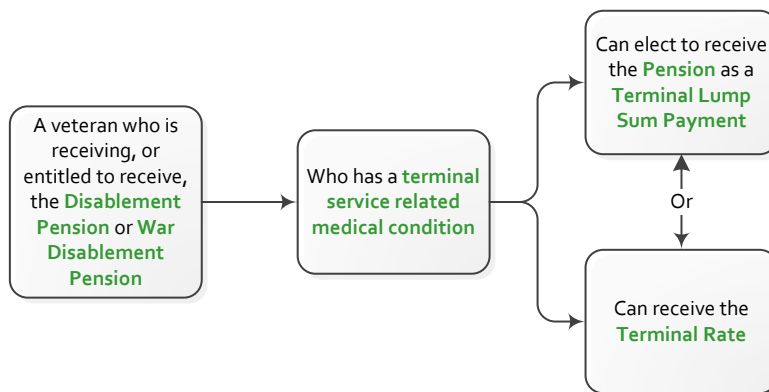 A veteran who is
receiving, or
entitled to receive,
the Disablement
Pension or War
Disablement
Pension
Who has a terminal
service related
medical condition
Can elect to receive
the Pension as a
Terminal Lump
Sum Payment
Or
Can receive the
Terminal Rate